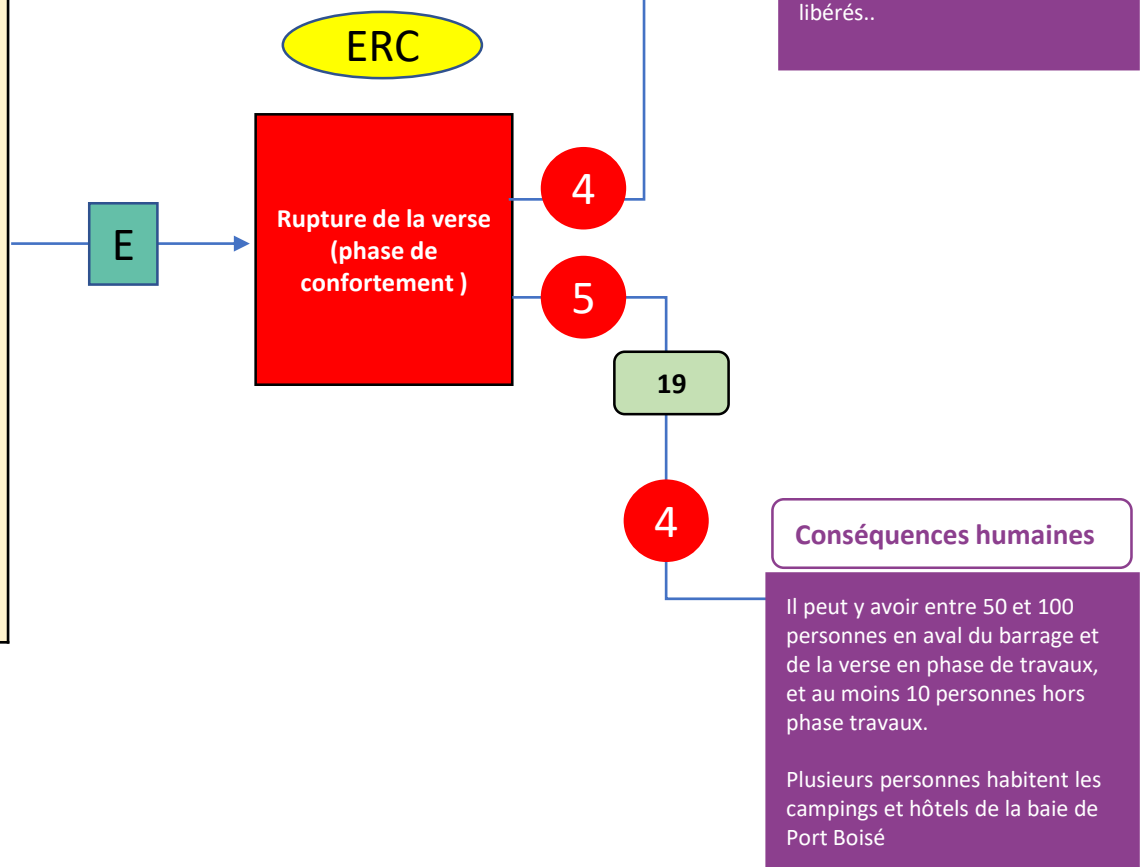 libérés..
ERC
E
Rupture de la verse
(phase de
confortement )
4
5
19
4
Conséquences humaines
Il peut y avoir entre 50 et 100
personnes en aval du barrage et
de la verse en phase de travaux,
et au moins 10 personnes hors
phase travaux.
Plusieurs personnes habitent les
campings et hôtels de la baie de
Port Boisé